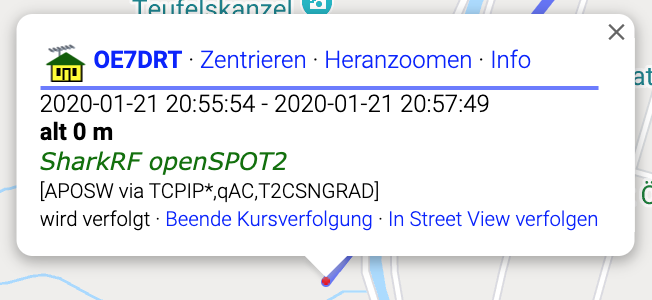 Teufelskanzel
OE7DRT · Zentrieren · Heranzoomen · Info
2020-01-21 20:55:54 - 2020-01-21 20:57:49
alt 0 m
SharkRF openSPOT2
[APOSW via TCPIP*,qAC,T2CSNGRAD]
wird verfolgt · Beende Kursverfolgung · In Street View verfolgen